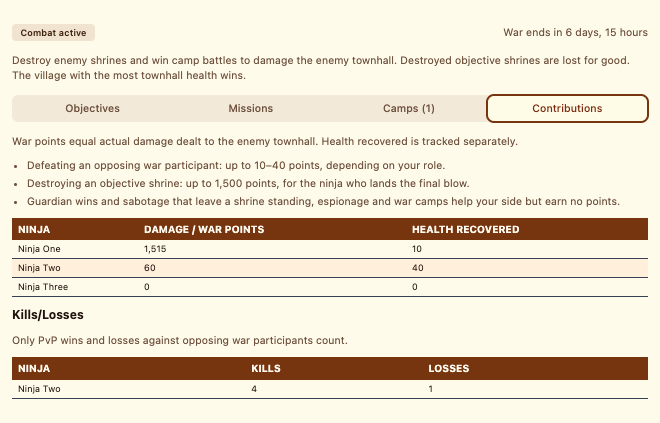 Combat active
War ends in 6 days, 15 hours
Destroy enemy shrines and win camp battles to damage the enemy townhall. Destroyed objective shrines are lost for good.
The village with the most townhall health wins.
Objectives Missions Camps (1) Contributions
War points equal actual damage dealt to the enemy townhall. Health recovered is tracked separately.
• Defeating an opposing war participant: up to 10–40 points, depending on your role.
• Destroying an objective shrine: up to 1,500 points, for the ninja who lands the final blow.
• Guardian wins and sabotage that leave a shrine standing, espionage and war camps help your side but earn no points.
NINJA DAMAGE / WAR POINTS HEALTH RECOVERED
Ninja One 1,515 10
Ninja Two 60 40
Ninja Three 0 0
Kills/Losses
Only PvP wins and losses against opposing war participants count.
NINJA KILLS LOSSES
Ninja Two 4 1